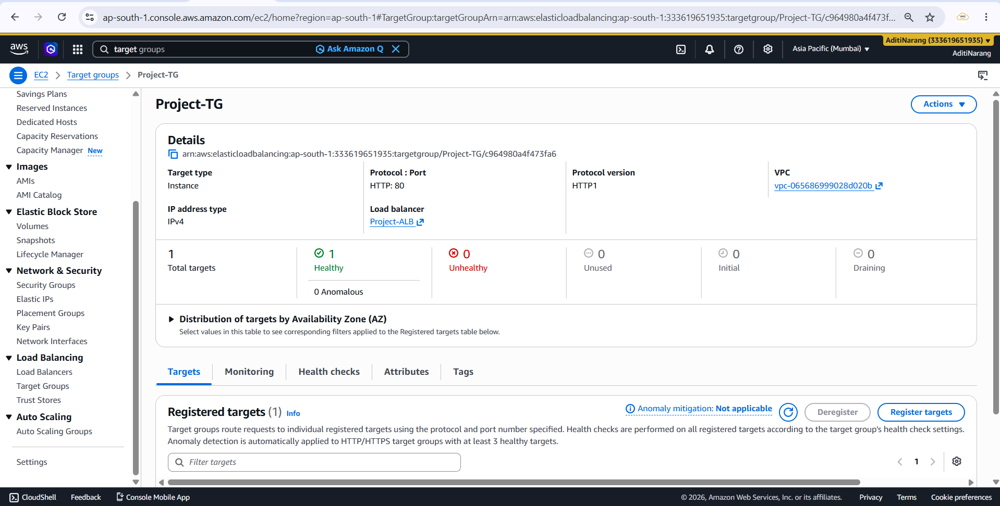 ap-south-1.console.aws.amazon.com/ec2/home?region=ap-south-1#TargetGroup:targetGroupArn=arn:aws:elasticloadbalancing:ap-south-1:333619651935:targetgroup/Project-TG/c964980a4f473f...
aws
target groups
Ask Amazon Q
Asia Pacific (Mumbai)
AditiNarang (333619651935)
AditiNarang
EC2
Target groups
Project-TG
Savings Plans
Reserved Instances
Dedicated Hosts
Capacity Reservations
Capacity Manager New
Images
AMIs
AMI Catalog
Elastic Block Store
Volumes
Snapshots
Lifecycle Manager
Network & Security
Security Groups
Elastic IPs
Placement Groups
Key Pairs
Network Interfaces
Load Balancing
Load Balancers
Target Groups
Trust Stores
Auto Scaling
Auto Scaling Groups
Settings
Project-TG
Actions
Details
arn:aws:elasticloadbalancing:ap-south-1:333619651935:targetgroup/Project-TG/c964980a4f473fa6
Target type
Instance
Protocol : Port
HTTP: 80
Protocol version
HTTP1
VPC
vpc-065686999028d020b
IP address type
IPv4
Load balancer
Project-ALB
1
Total targets
1
Healthy
0 Anomalous
0
Unhealthy
0
Unused
0
Initial
0
Draining
Distribution of targets by Availability Zone (AZ)
Select values in this table to see corresponding filters applied to the Registered targets table below.
Targets
Monitoring
Health checks
Attributes
Tags
Registered targets (1) Info
Anomaly mitigation: Not applicable
Deregister
Register targets
Target groups route requests to individual registered targets using the protocol and port number specified. Health checks are performed on all registered targets according to the target group's health check settings.
Anomaly detection is automatically applied to HTTP/HTTPS target groups with at least 3 healthy targets.
Filter targets
1
CloudShell
Feedback
Console Mobile App
© 2026, Amazon Web Services, Inc. or its affiliates.
Privacy
Terms
Cookie preferences